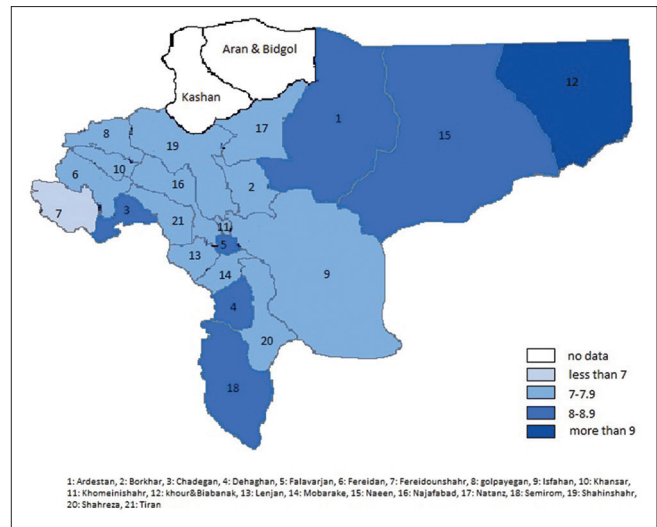 Aran & Bidgol
Kashan
12
17
1
8
15
19
10
6
16
2
7
3
21
11
5
13
9
14
4
20
18
no data
less than 7
7-7.9
8-8.9
more than 9
1: Ardestan, 2: Borkhar, 3: Chadegan, 4: Dehaghan, 5: Falavarjan, 6: Fereidan, 7: Fereidounshahr, 8: golpayegan, 9: Isfahan, 10: Khansar,
11: Khomeinishahr, 12: khour&Biabanak, 13: Lenjan, 14: Mobarake, 15: Naeen, 16: Najafabad, 17: Natanz, 18: Semirom, 19: Shahinshahr,
20: Shahreza, 21: Tiran